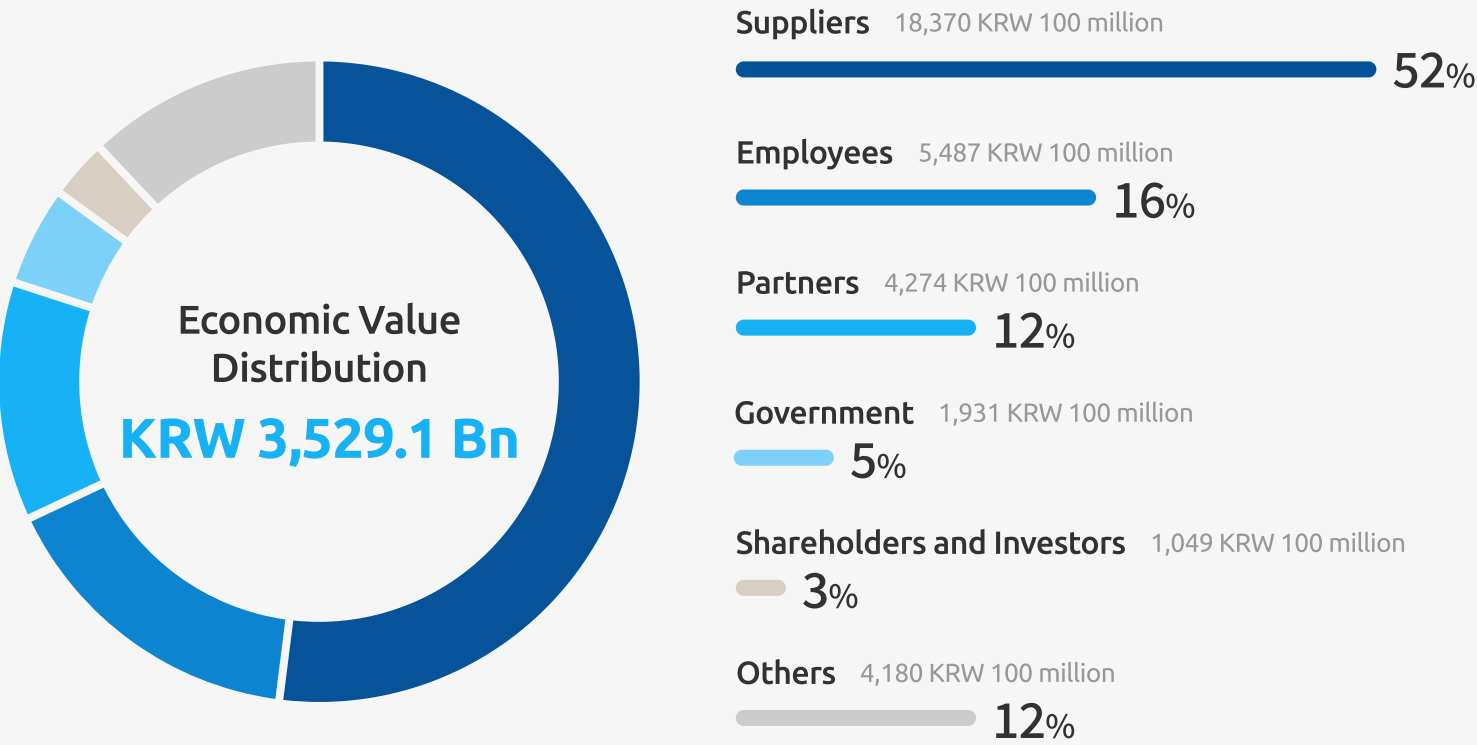 Economic Value
Distribution
KRW 3,529.1 Bn
Suppliers 18,370 KRW 100 million
52%
Employees 5,487 KRW 100 million
16%
Partners 4,274 KRW 100 million
12%
Government 1,931 KRW 100 million
5%
Shareholders and Investors 1,049 KRW 100 million
3%
Others 4,180 KRW 100 million
12%